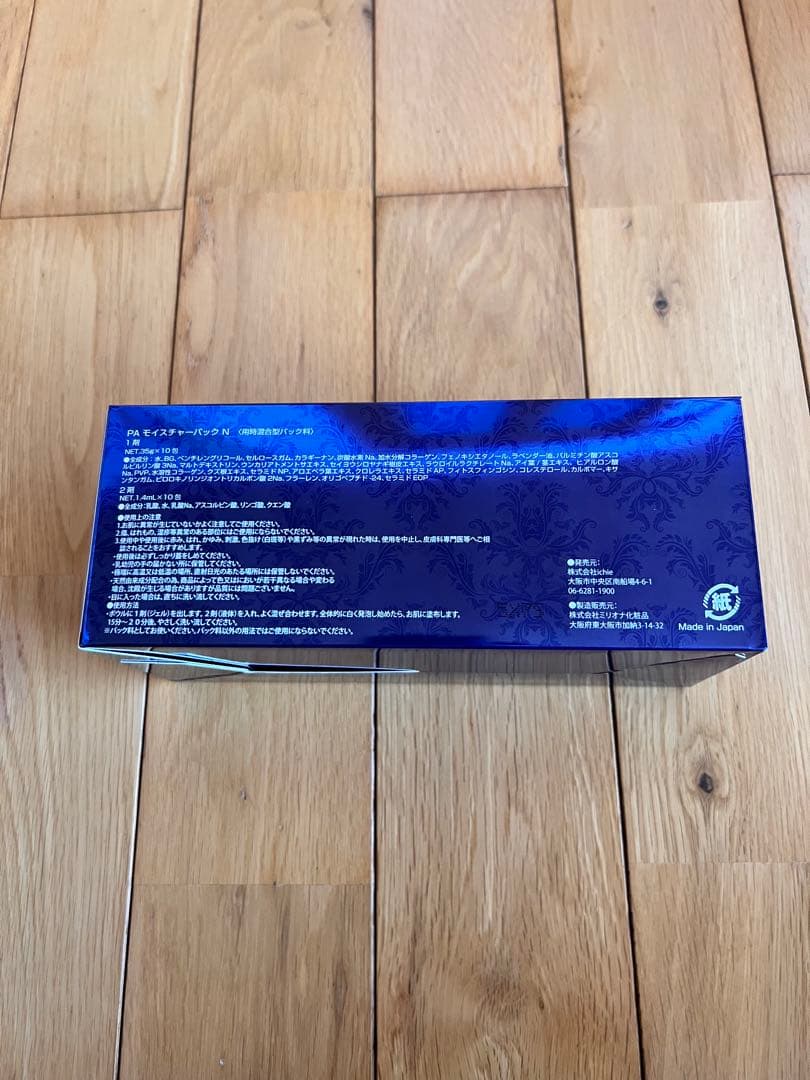 PA モイスチャーパック N 〈用時混合型パック料〉
1 剤
NET.35g×10包
●全成分：水、BG、ペンチレングリコール、セルロースガム、カラギーナン、炭酸水素 Na、加水分解コラーゲン、フェノキシエタノール、ラベンダー油、パルミチン酸アスコ
ルビルリン酸 3Na、マルトデキストリン、ウンカリアトメントサエキス、セイヨウシロヤナギ樹皮エキス、ラウロイルラクチレート Na、アイ葉 / 茎エキス、ヒアルロン酸
Na、PVP、水溶性コラーゲン、クズ根エキス、セラミド NP、アロエベラ葉エキス、クロレラエキス、セラミド AP、フィトスフィンゴシン、コレステロール、カルボマー、キサ
ンタンガム、ピロロキノリンジオントリカルボン酸 2Na、フラーレン、オリゴペプチド -24、セラミド EOP
2 剤
NET.1.4mL×10包
●全成分：乳酸、水、乳酸Na、アスコルビン酸、リンゴ酸、クエン酸
●使用上の注意
1.お肌に異常が生じていないかよく注意してご使用ください。
2.傷、はれもの、湿疹等異常のある部位にはご使用にならないでください。
3.使用中や使用後に赤み、はれ、かゆみ、刺激、色抜け(白斑等)や黒ずみ等の異常が現れた時は、使用を中止し、皮膚科専門医等へご相
談されることをおすすめします。
・使用後は必ずしっかり蓋をしめてください。
・乳幼児の手の届かない所に保管してください。
・極端に高温又は低温の場所、直射日光のあたる場所には保管しないでください。
・天然由来成分配合の為、商品によって色又はにおいが若干異なる場合や変わる
場合、沈殿が生じる場合がありますが品質には問題ございません。
・目に入った場合は、直ちに洗い流してください。
●使用方法
・ボウルに1剤(ジェル)を出します。2剤(液体)を入れ、よく混ぜ合わせます。全体的に白く発泡し始めたら、お肌に塗布します。
15分〜20分後、やさしく洗い流してください。
※パック料としてお使いください。パック料以外の用法ではご使用にならないでください。
●発売元：
株式会社ichie
大阪市中央区南船場4-6-1
06-6281-1900
●製造販売元：
株式会社ミリオナ化粧品
大阪府東大阪市加納3-14-32
紙
Made in Japan